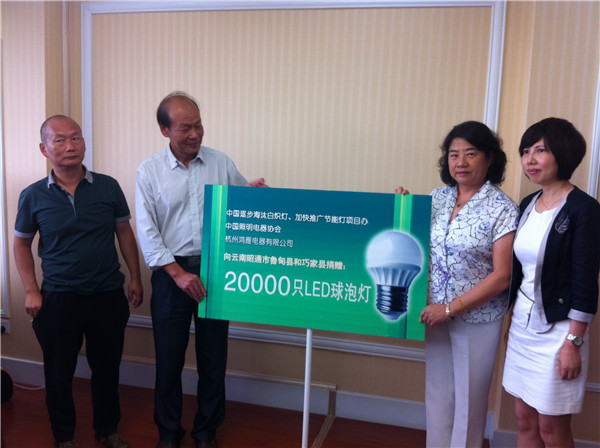 中国逐步淘汰白炽灯、加快推广节能灯项目办
中国照明电器协会
杭州鸿雁电器有限公司
向云南昭通市鲁甸县和巧家县捐赠：
20000只LED球泡灯